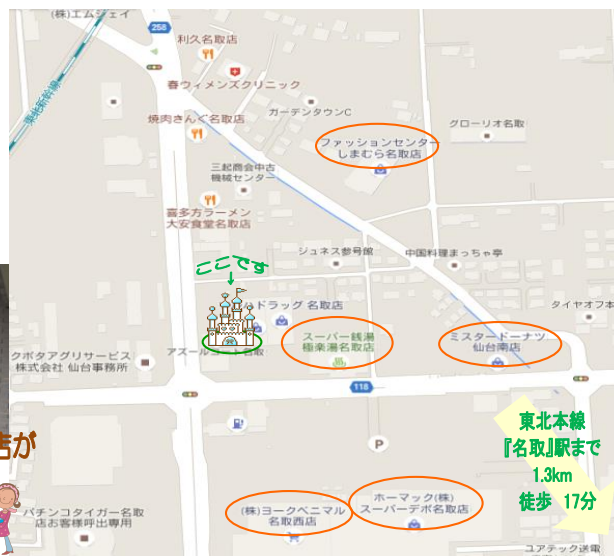 (株)エムジェイ
258
利久名取店
東北新幹線
春ウィメンズクリニック
ガーデンタウンC
焼肉きんぐ名取店
グローリオ名取
ファッションセンター
しまむら名取店
三起商会中古
機械センター
喜多方ラーメン
大安食堂名取店
ジュネス参号館
中国料理まっちゃ亭
ここです
ドラッグ 名取店
タイヤオフ本
スーパー銭湯
極楽湯名取店
ミスタードーナツ
仙台南店
アズールコート名取
クボタアグリサービス
株式会社 仙台事務所
118
P
東北本線
『名取』駅まで
1.3km
徒歩 17分
店が
パチンコタイガー名取
店お客様呼出専用
(株)ヨークベニマル
名取西店
ホーマック(株)
スーパーデポ名取店
ユアテック送電